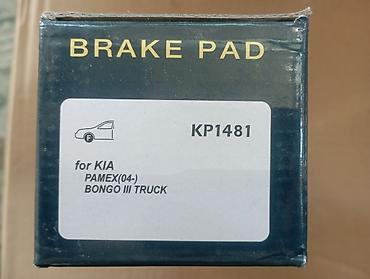 BRAKE PAD
KP1481
F
for KIA
PAMEX(04-)
BONGO III TRUCK